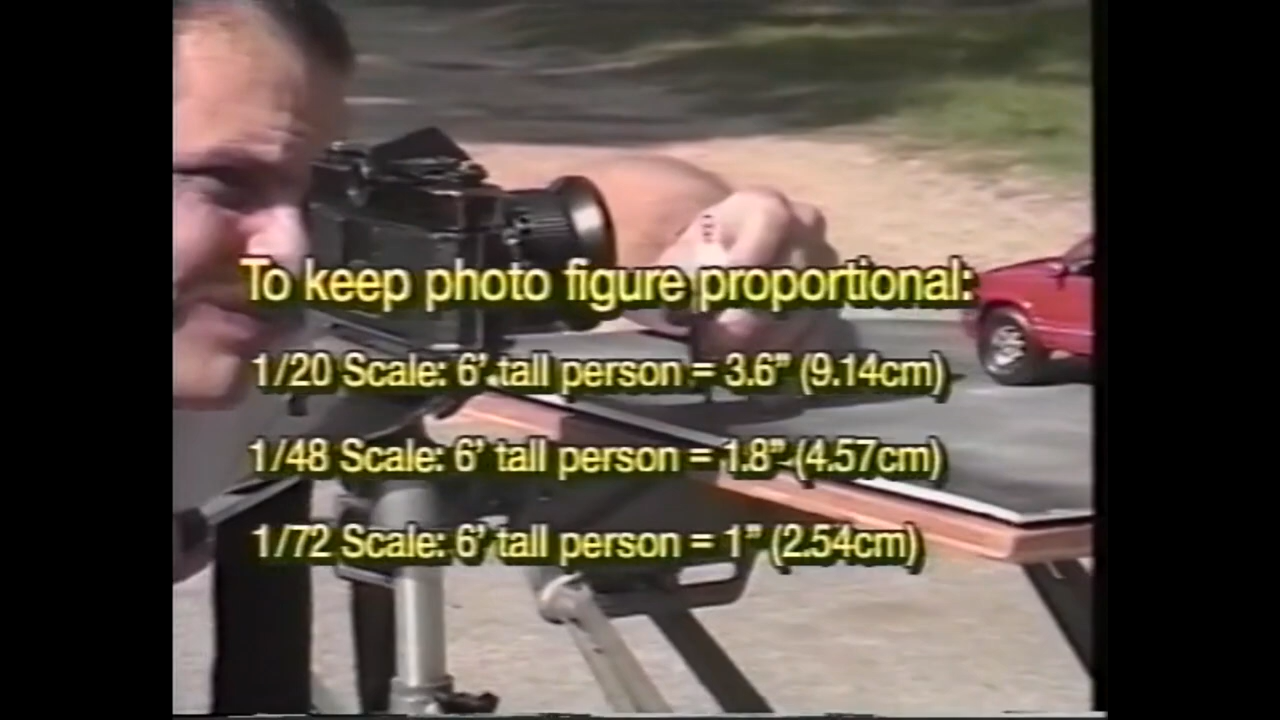 To keep photo figure proportional:
1/20 Scale: 6' tall person = 3.6" (9.14cm)
1/48 Scale: 6' tall person = 1.8" (4.57cm)
1/72 Scale: 6' tall person = 1" (2.54cm)